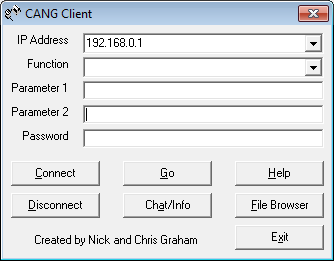 CANG Client
IP Address 192.168.0.1
Function
Parameter 1
Parameter 2
Password
Connect Go Help
Disconnect Chat/Info File Browser
Created by Nick and Chris Graham Exit